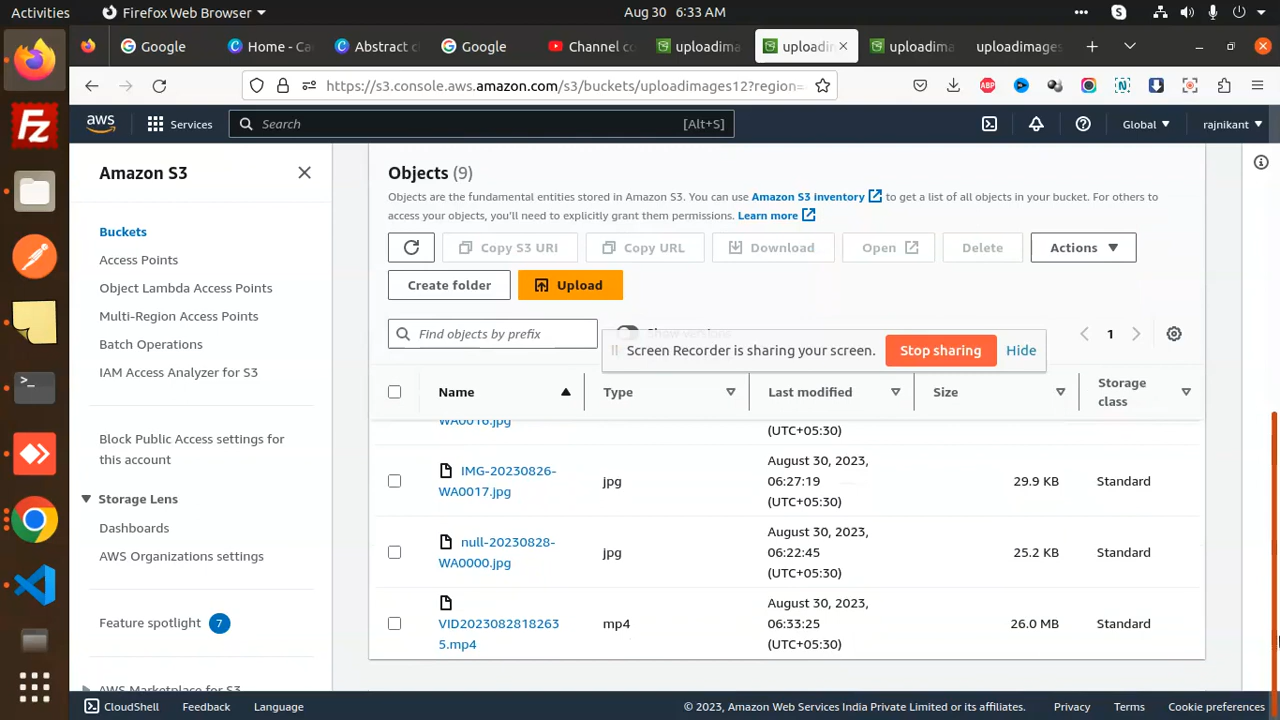 Activities
Firefox Web Browser
Aug 30 6:33 AM
Google
Home - Ca
Abstract c
Google
Channel co
uploadima
uploadin
uploadima
uploadimages
https://s3.console.aws.amazon.com/s3/buckets/uploadimages12?region=
ABP
aws
Services
Search
[Alt+S]
Global
rajnikant
Amazon S3
Buckets
Access Points
Object Lambda Access Points
Multi-Region Access Points
Batch Operations
IAM Access Analyzer for S3
Block Public Access settings for
this account
Storage Lens
Dashboards
AWS Organizations settings
Feature spotlight 7
AWS Marketplace for S3
Objects (9)
Objects are the fundamental entities stored in Amazon S3. You can use Amazon S3 inventory to get a list of all objects in your bucket. For others to
access your objects, you'll need to explicitly grant them permissions. Learn more
Copy S3 URI
Copy URL
Download
Open
Delete
Actions
Create folder
Upload
Find objects by prefix
1
Screen Recorder is sharing your screen.
Stop sharing
Hide
Name
Type
Last modified
Size
Storage
class
WA0016.jpg
(UTC+05:30)
IMG-20230826-
WA0017.jpg
jpg
August 30, 2023,
06:27:19
(UTC+05:30)
29.9 KB
Standard
null-20230828-
WA0000.jpg
jpg
August 30, 2023,
06:22:45
(UTC+05:30)
25.2 KB
Standard
VID2023082818263
5.mp4
mp4
August 30, 2023,
06:33:25
(UTC+05:30)
26.0 MB
Standard
CloudShell
Feedback
Language
© 2023, Amazon Web Services India Private Limited or its affiliates.
Privacy
Terms
Cookie preferences